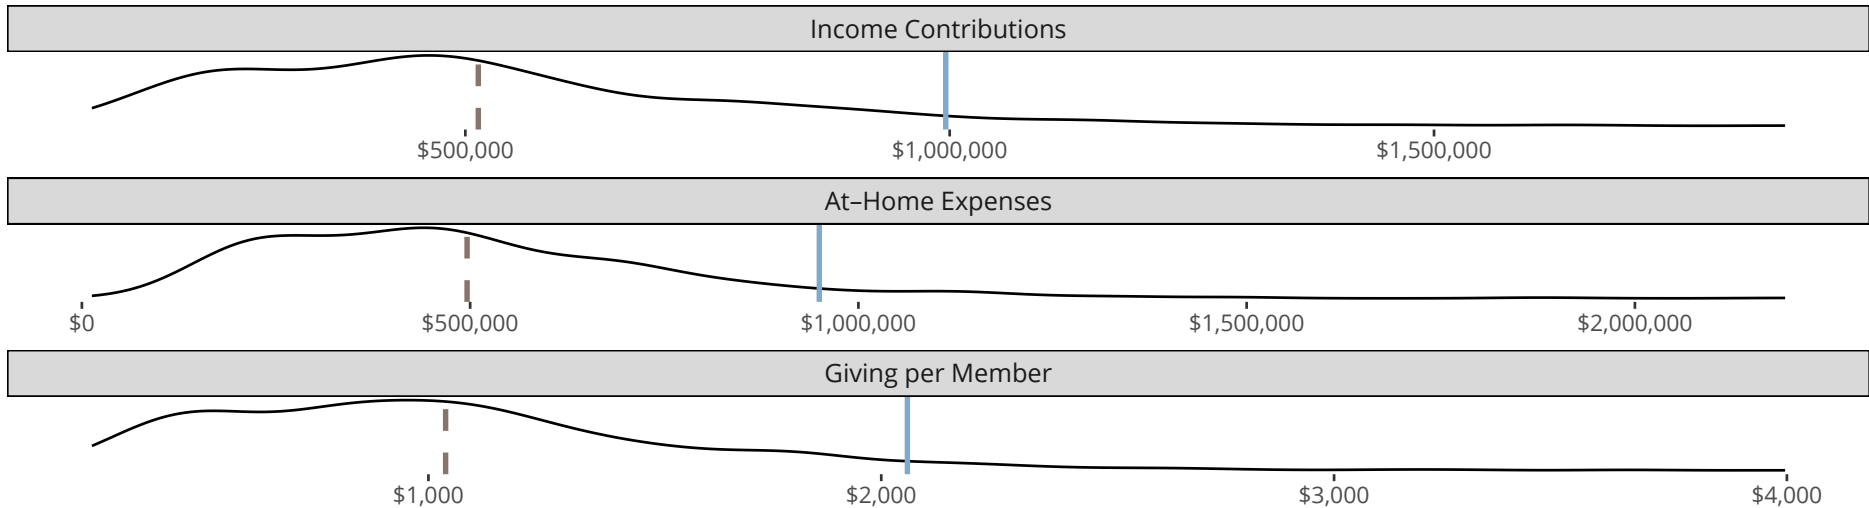 Income Contributions
$500,000 $1,000,000 $1,500,000
At–Home Expenses
$0 $500,000 $1,000,000 $1,500,000 $2,000,000
Giving per Member
$1,000 $2,000 $3,000 $4,000